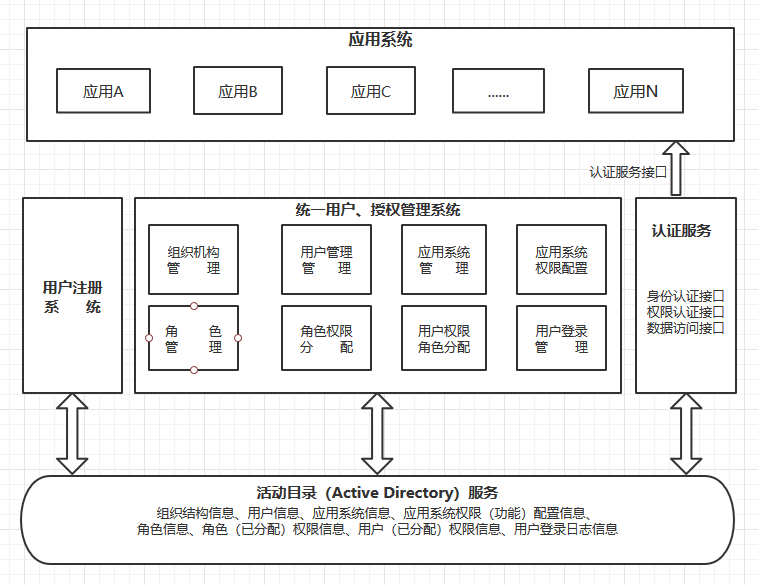 应用系统
应用A
应用B
应用C
......
应用N
认证服务接口
用户注册
系 统
统一用户、授权管理系统
组织机构
管 理
用户管理
管 理
应用系统
管 理
应用系统
权限配置
角 色
管 理
角色权限
分 配
用户权限
角色分配
用户登录
管 理
认证服务
身份认证接口
权限认证接口
数据访问接口
活动目录（Active Directory）服务
组织结构信息、用户信息、应用系统信息、应用系统权限（功能）配置信息、
角色信息、角色（已分配）权限信息、用户（已分配）权限信息、用户登录日志信息